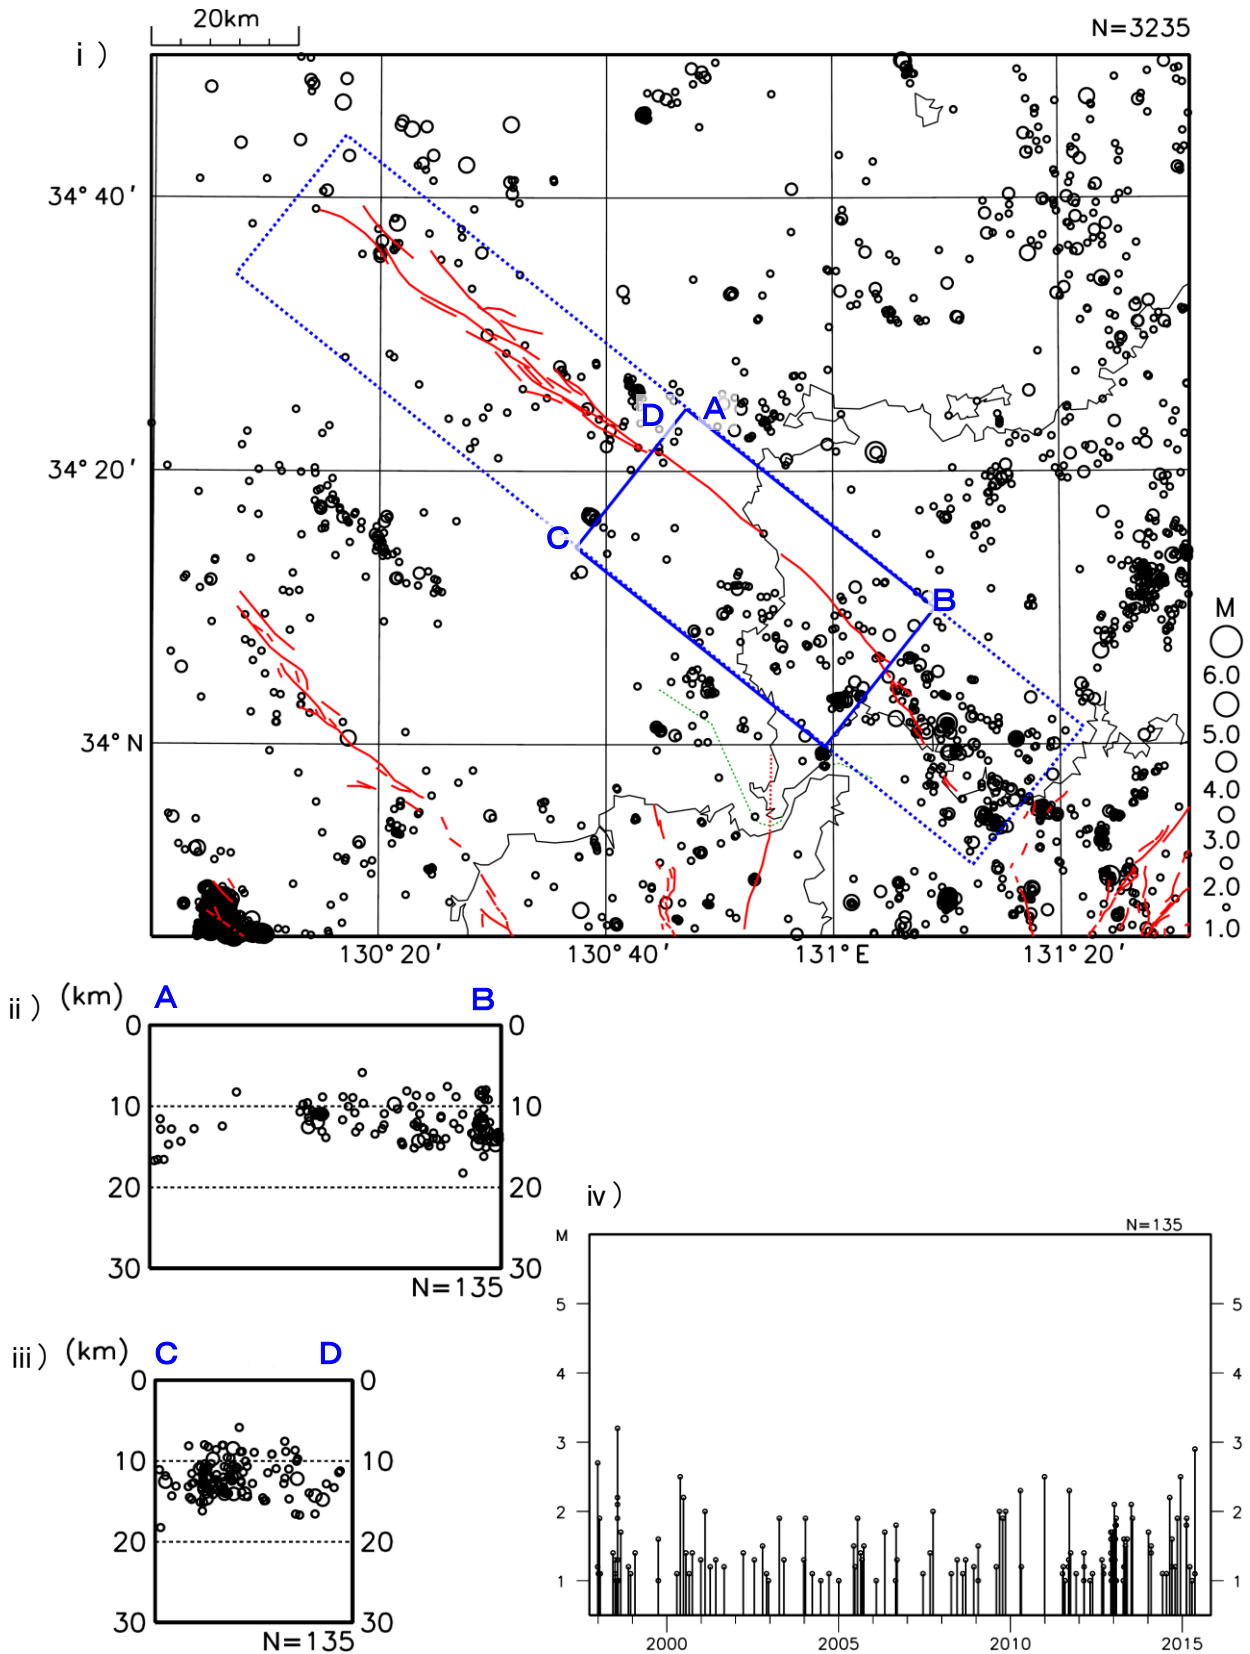 20km
N=3235
i )
34° 40′
D
A
34° 20′
C
B
M
6.0
5.0
34° N
4.0
3.0
2.0
1.0
130° 20′
130° 40′
131° E
131° 20′
ii )
(km)
A
B
0
0
10
10
20
20
30
30
N=135
iii )
(km)
C
D
0
0
10
10
20
20
30
30
N=135
iv )
M
N=135
5
5
4
4
3
3
2
2
1
1
2000
2005
2010
2015